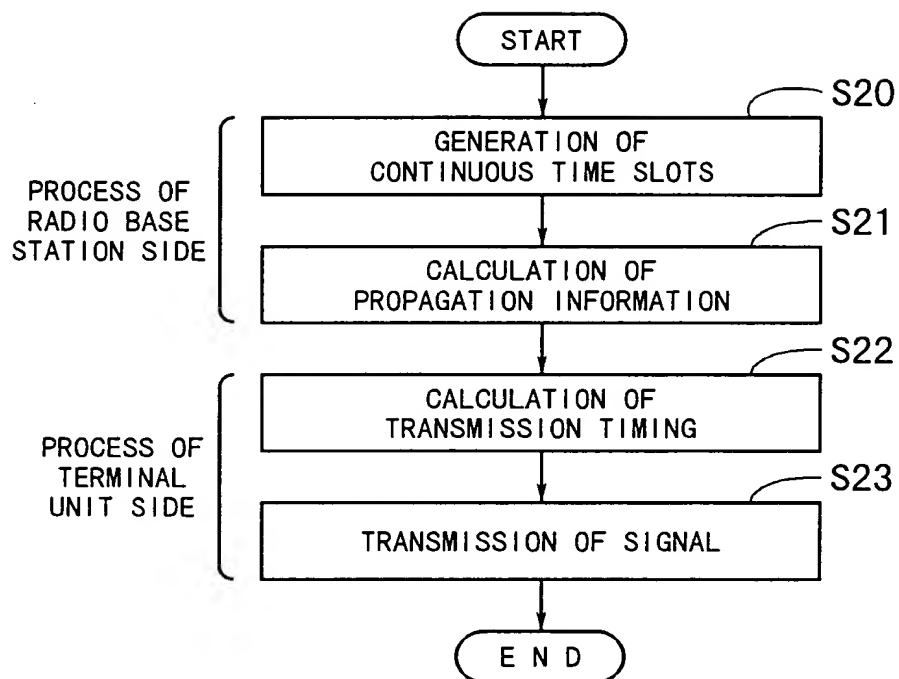 START
S20
GENERATION OF
CONTINUOUS TIME SLOTS
PROCESS OF
RADIO BASE
STATION SIDE
S21
CALCULATION OF
PROPAGATION INFORMATION
S22
CALCULATION OF
TRANSMISSION TIMING
PROCESS OF
TERMINAL
UNIT SIDE
S23
TRANSMISSION OF SIGNAL
END